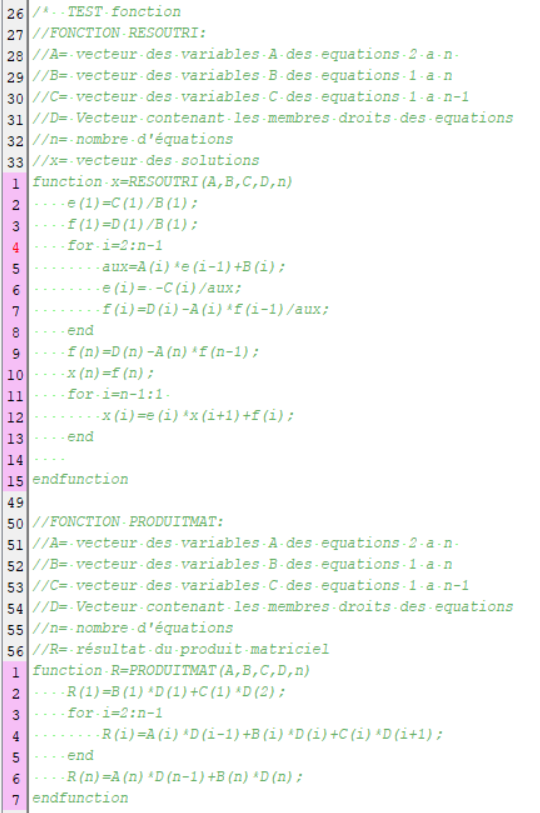 26 /*  TEST fonction
27 //FONCTION RESOUTRI:
28 //A= vecteur des variables A des equations 2 a n
29 //B= vecteur des variables B des equations 1 a n
30 //C= vecteur des variables C des equations 1 a n-1
31 //D= Vecteur contenant les membres droits des equations
32 //n= nombre d'équations
33 //x= vecteur des solutions
1 function x=RESOUTRI(A,B,C,D,n)
2     e(1)=C(1)/B(1);
3     f(1)=D(1)/B(1);
4     for i=2:n-1
5         aux=A(i)*e(i-1)+B(i);
6         e(i)= -C(i)/aux;
7         f(i)=D(i)-A(i)*f(i-1)/aux;
8     end
9     f(n)=D(n)-A(n)*f(n-1);
10     x(n)=f(n);
11     for i=n-1:1
12         x(i)=e(i)*x(i+1)+f(i);
13     end
14
15 endfunction
49
50 //FONCTION PRODUITMAT:
51 //A= vecteur des variables A des equations 2 a n
52 //B= vecteur des variables B des equations 1 a n
53 //C= vecteur des variables C des equations 1 a n-1
54 //D= Vecteur contenant les membres droits des equations
55 //n= nombre d'équations
56 //R= résultat du produit matriciel
1 function R=PRODUITMAT(A,B,C,D,n)
2     R(1)=B(1)*D(1)+C(1)*D(2);
3     for i=2:n-1
4         R(i)=A(i)*D(i-1)+B(i)*D(i)+C(i)*D(i+1);
5     end
6     R(n)=A(n)*D(n-1)+B(n)*D(n);
7 endfunction